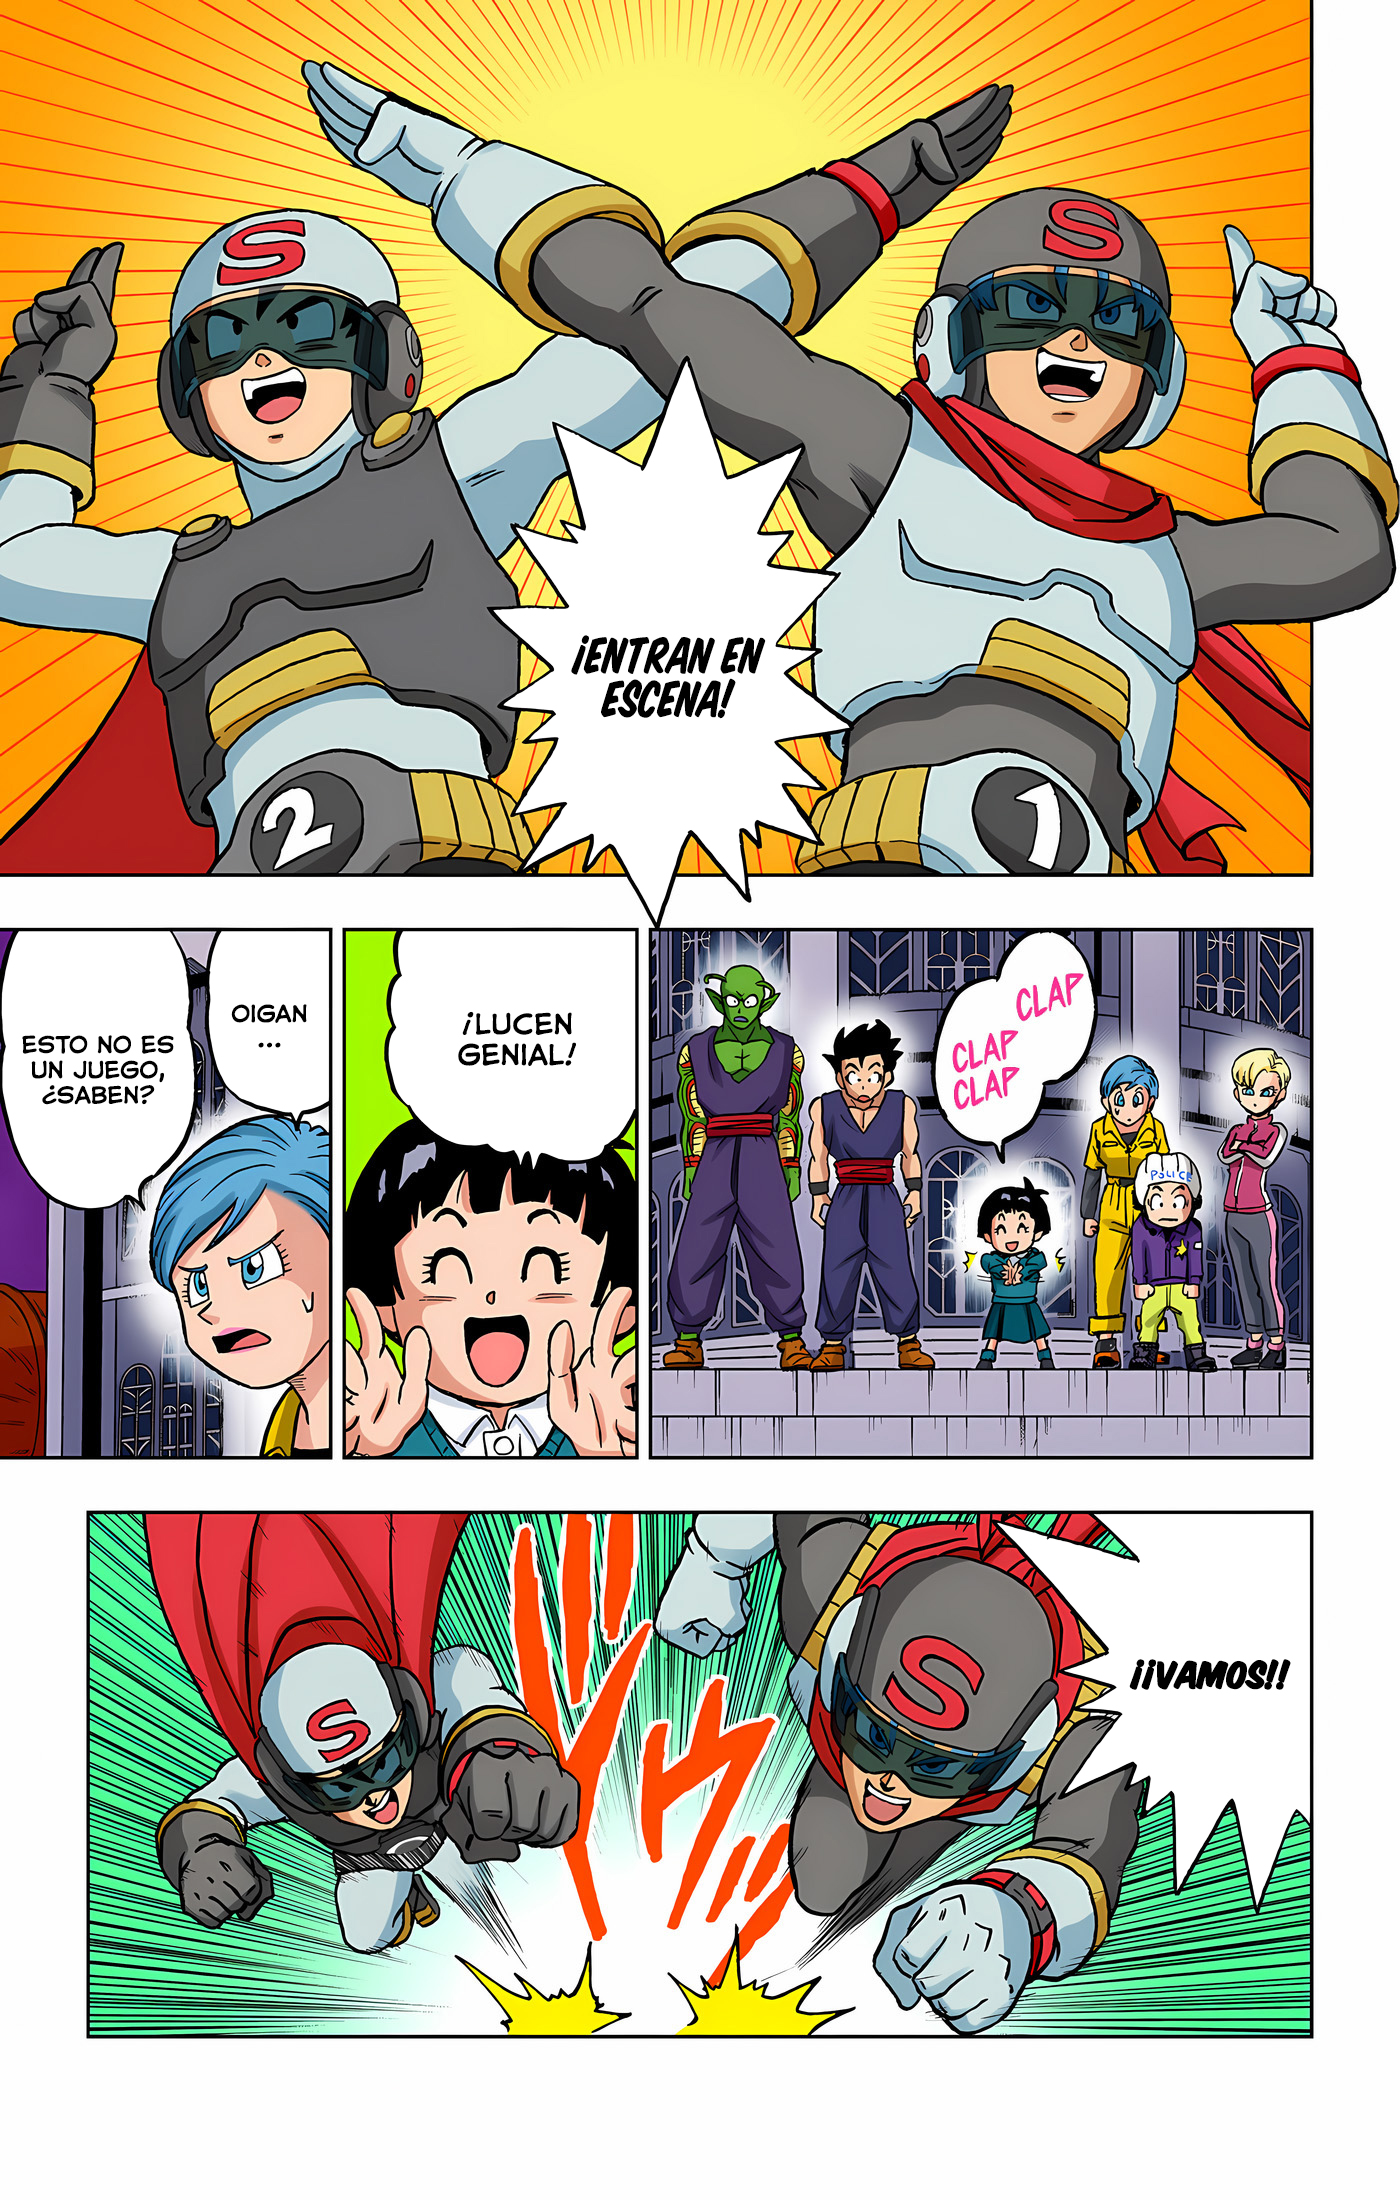 S
S
¡ENTRAN EN
ESCENA!
2
1
CLAP
CLAP
CLAP
POLICE
¡LUCEN
GENIAL!
OIGAN
...
ESTO NO ES
UN JUEGO,
¿SABEN?
¡¡VAMOS!!
S
S